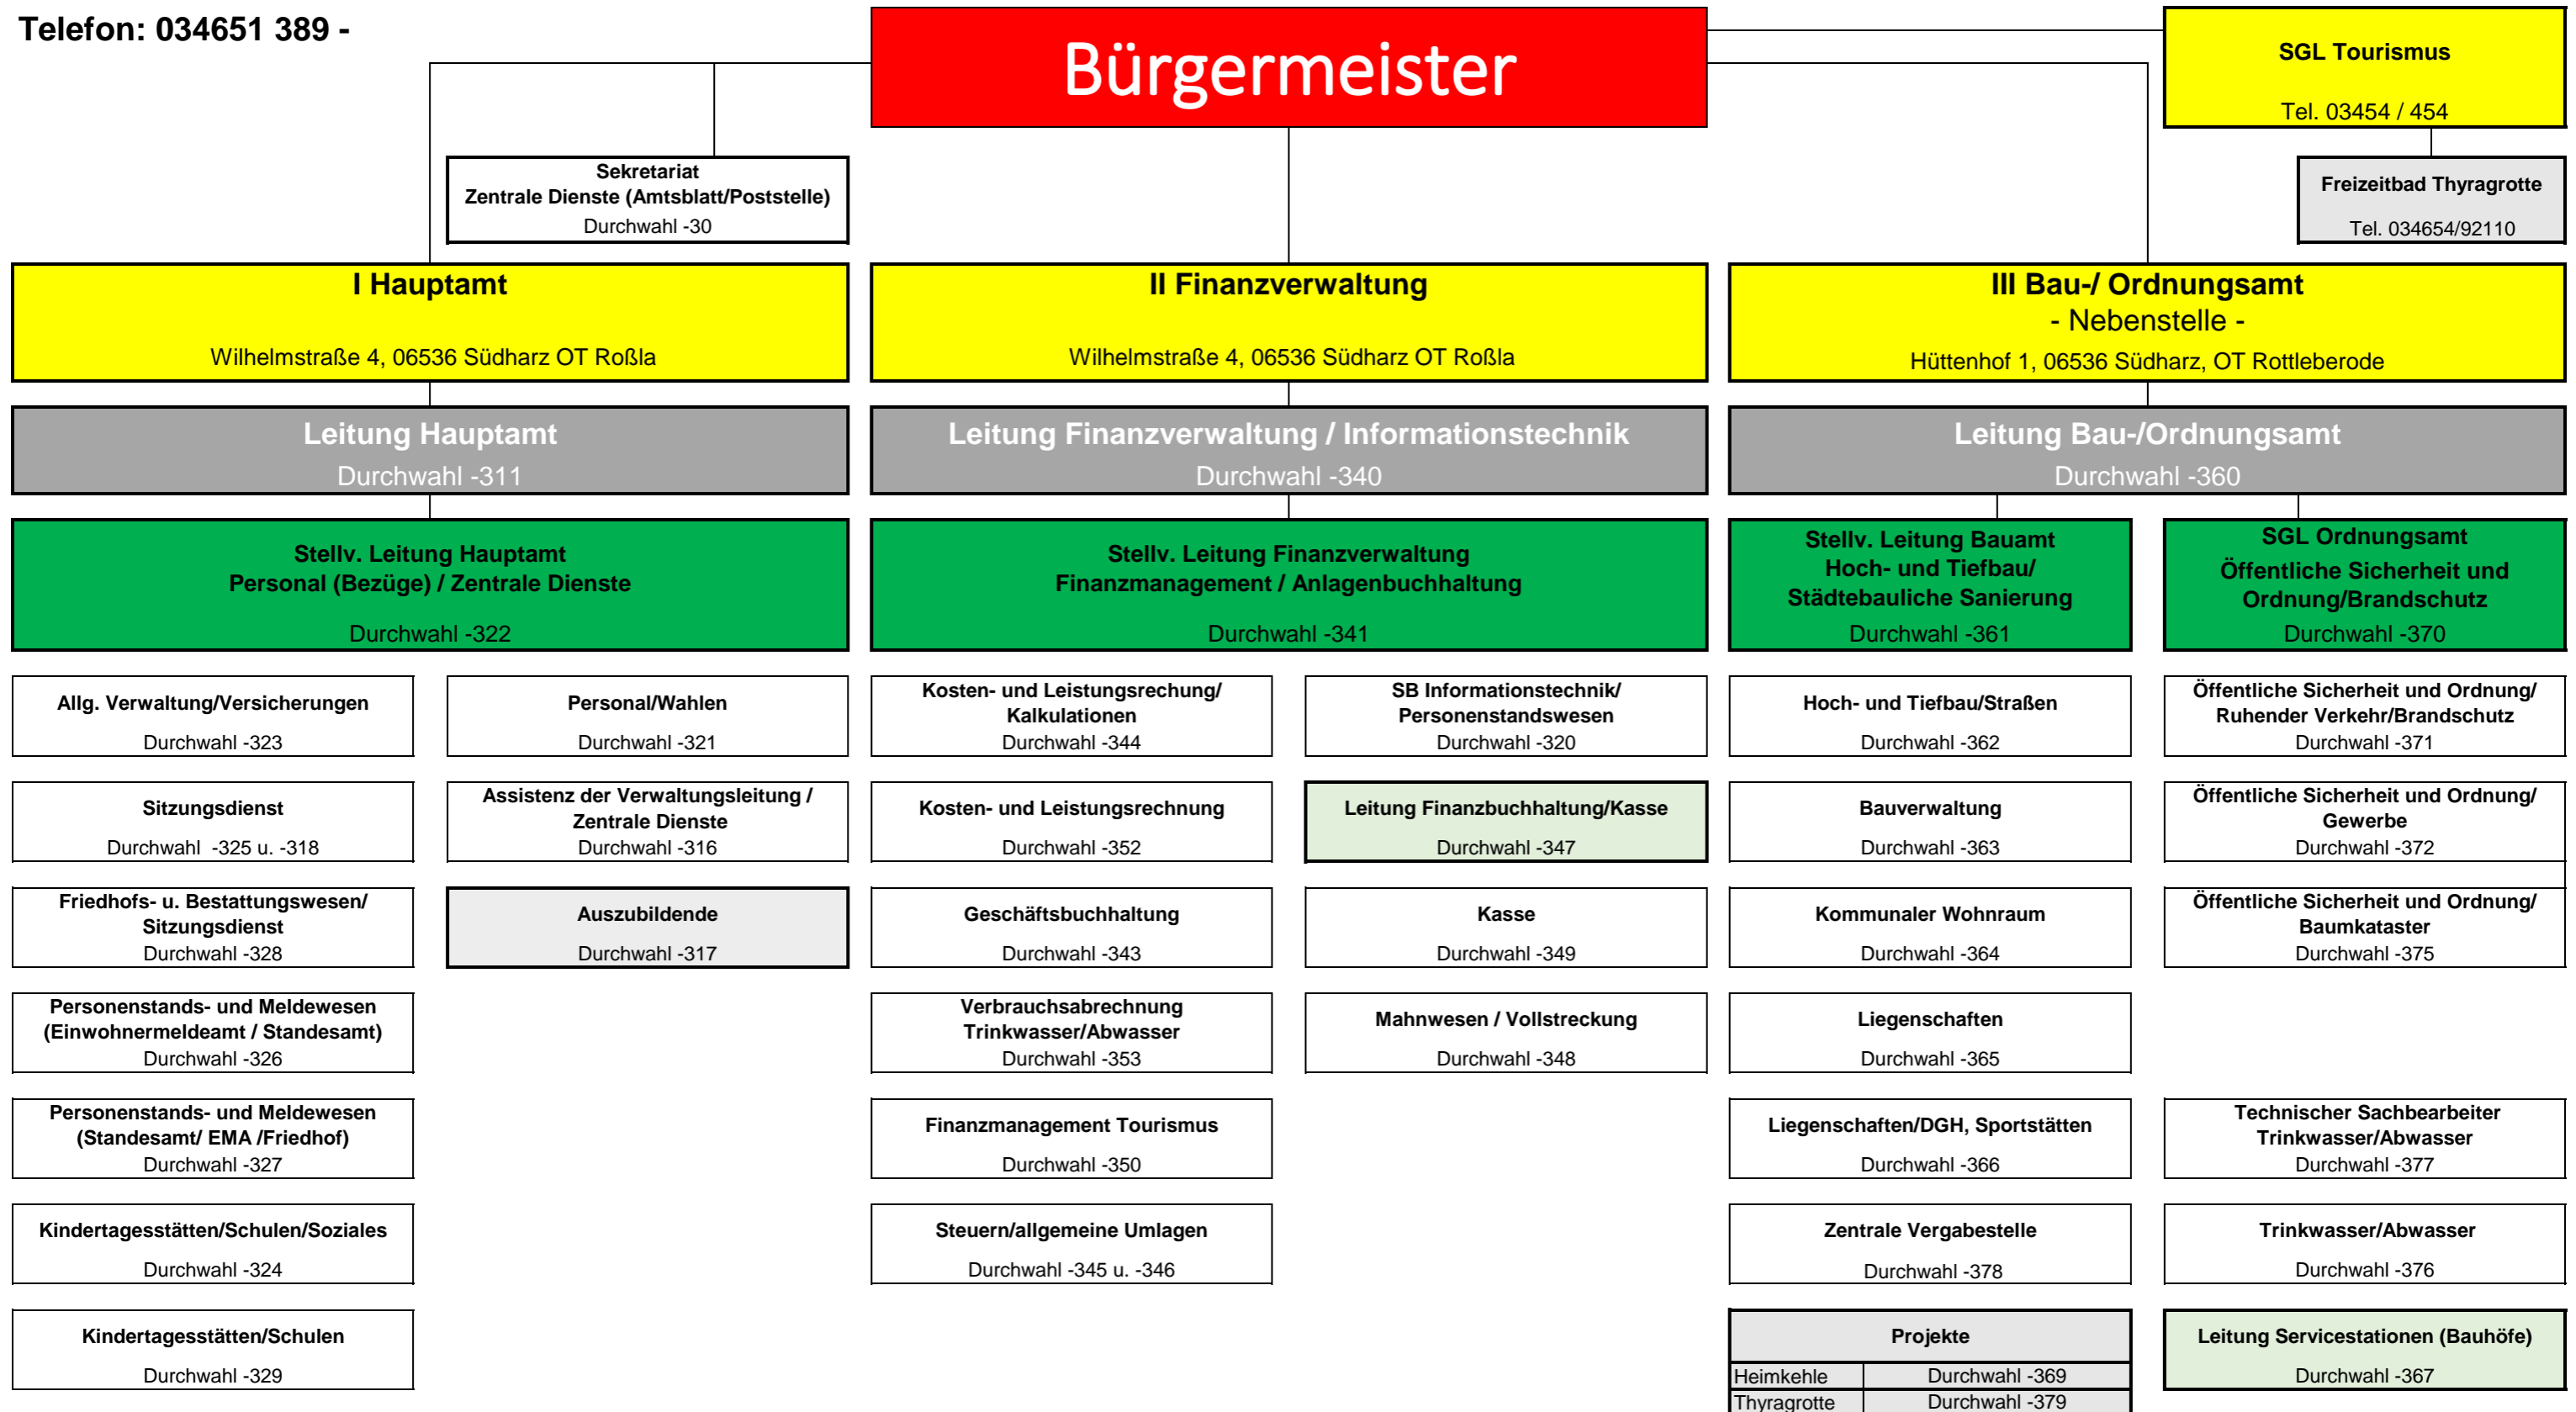 Telefon: 034651 389 -
Bürgermeister
SGL Tourismus
Tel. 03454 / 454
Sekretariat
Zentrale Dienste (Amtsblatt/Poststelle)
Durchwahl -30
Freizeitbad Thyragrotte
Tel. 034654/92110
I Hauptamt
Wilhelmstraße 4, 06536 Südharz OT Roßla
II Finanzverwaltung
Wilhelmstraße 4, 06536 Südharz OT Roßla
III Bau-/ Ordnungsamt
- Nebenstelle -
Hüttenhof 1, 06536 Südharz, OT Rottleberode
Leitung Hauptamt
Durchwahl -311
Leitung Finanzverwaltung / Informationstechnik
Durchwahl -340
Leitung Bau-/Ordnungsamt
Durchwahl -360
Stellv. Leitung Hauptamt
Personal (Bezüge) / Zentrale Dienste
Durchwahl -322
Stellv. Leitung Finanzverwaltung
Finanzmanagement / Anlagenbuchhaltung
Durchwahl -341
Stellv. Leitung Bauamt
Hoch- und Tiefbau/
Städtebauliche Sanierung
Durchwahl -361
SGL Ordnungsamt
Öffentliche Sicherheit und
Ordnung/Brandschutz
Durchwahl -370
Allg. Verwaltung/Versicherungen
Durchwahl -323
Personal/Wahlen
Durchwahl -321
Kosten- und Leistungsrechung/
Kalkulationen
Durchwahl -344
SB Informationstechnik/
Personenstandswesen
Durchwahl -320
Hoch- und Tiefbau/Straßen
Durchwahl -362
Öffentliche Sicherheit und Ordnung/
Ruhender Verkehr/Brandschutz
Durchwahl -371
Sitzungsdienst
Durchwahl -325 u. -318
Assistenz der Verwaltungsleitung /
Zentrale Dienste
Durchwahl -316
Kosten- und Leistungsrechnung
Durchwahl -352
Leitung Finanzbuchhaltung/Kasse
Durchwahl -347
Bauverwaltung
Durchwahl -363
Öffentliche Sicherheit und Ordnung/
Gewerbe
Durchwahl -372
Friedhofs- u. Bestattungswesen/
Sitzungsdienst
Durchwahl -328
Auszubildende
Durchwahl -317
Geschäftsbuchhaltung
Durchwahl -343
Kasse
Durchwahl -349
Kommunaler Wohnraum
Durchwahl -364
Öffentliche Sicherheit und Ordnung/
Baumkataster
Durchwahl -375
Personenstands- und Meldewesen
(Einwohnermeldeamt / Standesamt)
Durchwahl -326
Verbrauchsabrechnung
Trinkwasser/Abwasser
Durchwahl -353
Mahnwesen / Vollstreckung
Durchwahl -348
Liegenschaften
Durchwahl -365
Personenstands- und Meldewesen
(Standesamt/ EMA /Friedhof)
Durchwahl -327
Finanzmanagement Tourismus
Durchwahl -350
Liegenschaften/DGH, Sportstätten
Durchwahl -366
Technischer Sachbearbeiter
Trinkwasser/Abwasser
Durchwahl -377
Kindertagesstätten/Schulen/Soziales
Durchwahl -324
Steuern/allgemeine Umlagen
Durchwahl -345 u. -346
Zentrale Vergabestelle
Durchwahl -378
Trinkwasser/Abwasser
Durchwahl -376
Kindertagesstätten/Schulen
Durchwahl -329
Projekte
Heimkehle Durchwahl -369
Thyragrotte Durchwahl -379
Leitung Servicestationen (Bauhöfe)
Durchwahl -367